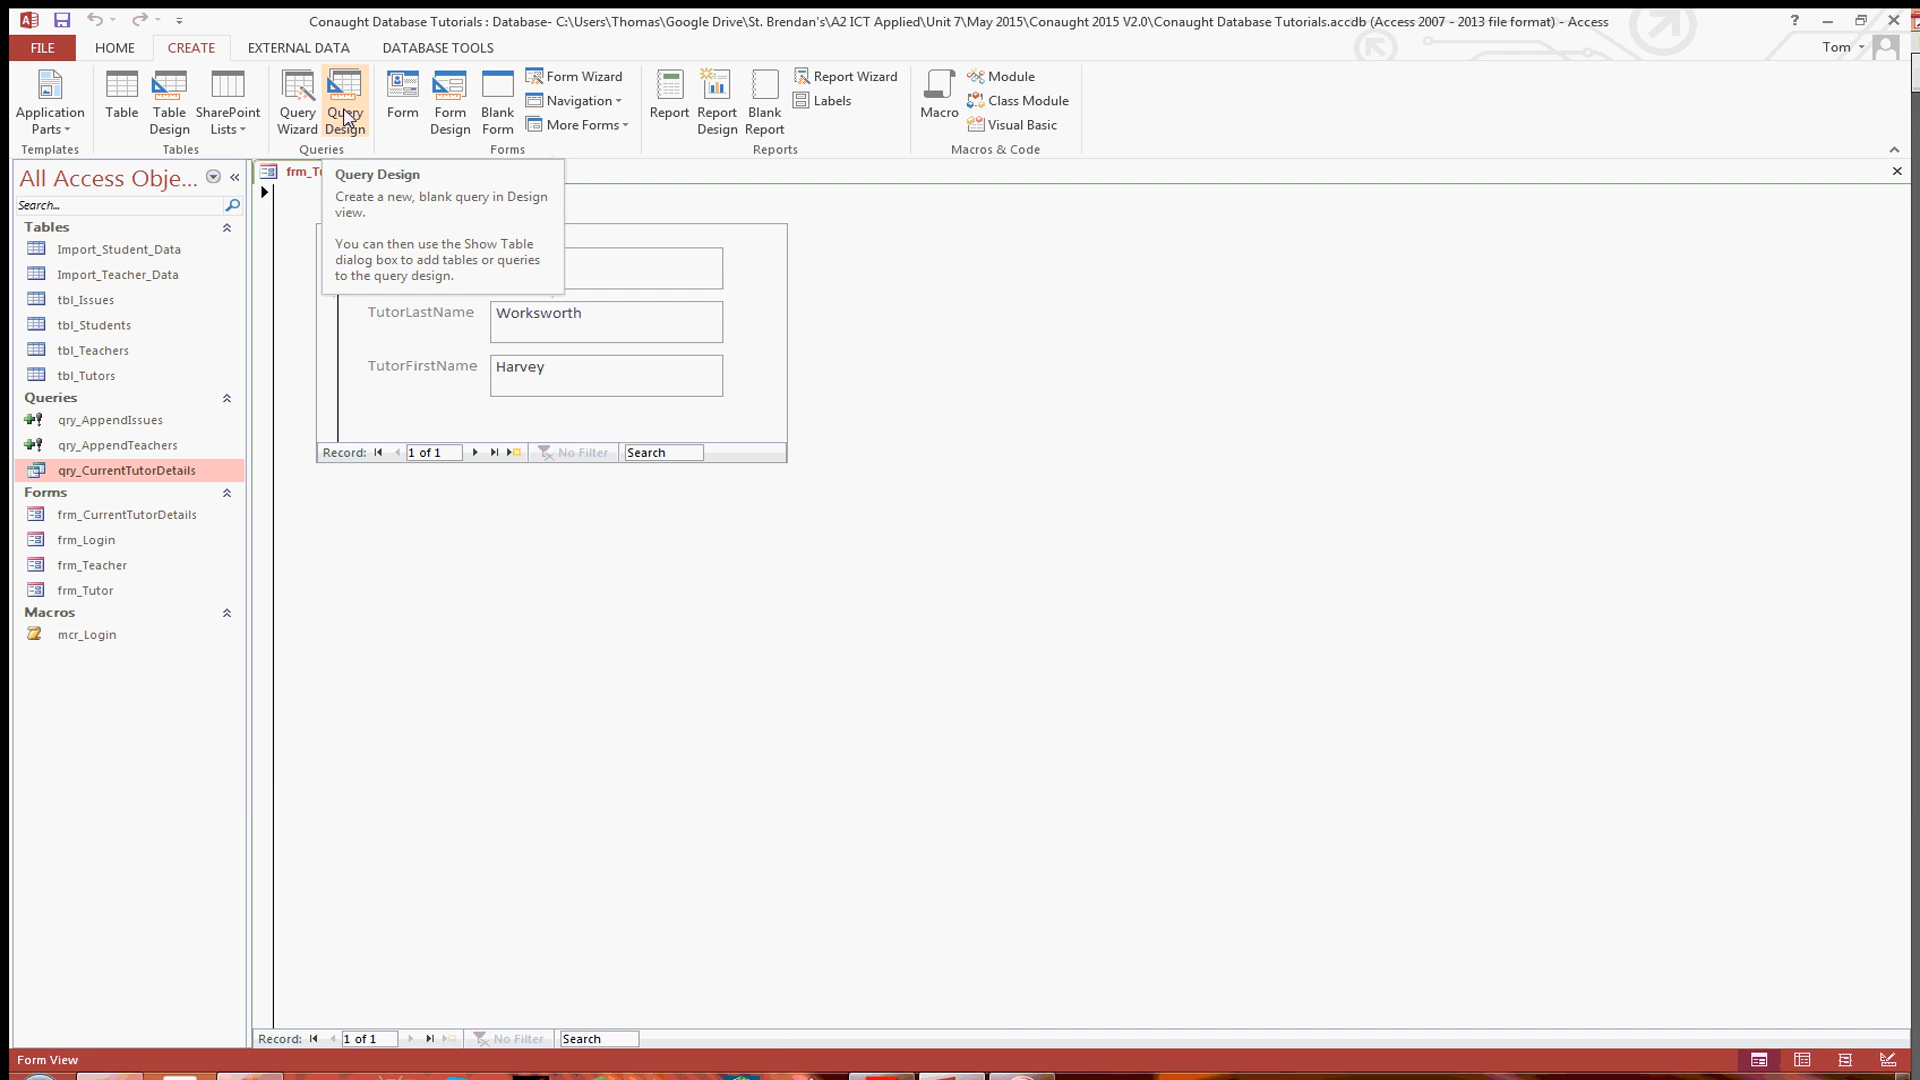 Conaught Database Tutorials : Database- C:\Users\Thomas\Google Drive\St. Brendan's\A2 ICT Applied\Unit 7\May 2015\Conaught 2015 V2.0\Conaught Database Tutorials.accdb (Access 2007 - 2013 file format) - Access
?
FILE HOME CREATE EXTERNAL DATA DATABASE TOOLS
Tom
Application Parts
Table
Table Design
SharePoint Lists
Query Wizard
Query Design
Form
Form Design
Blank Form
Form Wizard
Navigation
More Forms
Report
Report Design
Blank Report
Report Wizard
Labels
Macro
Module
Class Module
Visual Basic
Templates Tables Queries Forms Reports Macros & Code
All Access Obje...
Search...
Tables
Import_Student_Data
Import_Teacher_Data
tbl_Issues
tbl_Students
tbl_Teachers
tbl_Tutors
Queries
qry_AppendIssues
qry_AppendTeachers
qry_CurrentTutorDetails
Forms
frm_CurrentTutorDetails
frm_Login
frm_Teacher
frm_Tutor
Macros
mcr_Login
frm_Tu
Query Design
Create a new, blank query in Design
view.
You can then use the Show Table
dialog box to add tables or queries
to the query design.
TutorLastName Worksworth
TutorFirstName Harvey
Record: 1 of 1 No Filter Search
Record: 1 of 1 No Filter Search
Form View